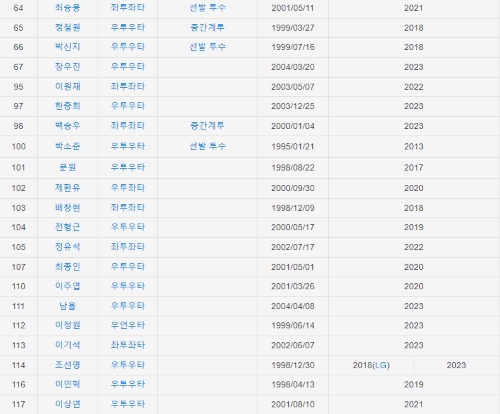 64 최승용 좌투좌타 선발 투수 2001/05/11 2021
65 정철원 우투우타 중간계투 1999/03/27 2018
66 박신지 우투우타 선발 투수 1999/07/16 2018
67 장우진 우투우타 2004/03/20 2023
95 이원재 좌투좌타 2003/05/07 2022
97 한충희 우투우타 2003/12/25 2023
98 백승우 좌투좌타 중간계투 2000/01/04 2023
100 박소준 우투우타 선발 투수 1995/01/21 2013
101 문원 우투우타 1998/08/22 2017
102 제환유 우투좌타 2000/09/30 2020
103 배창현 좌투좌타 1998/12/09 2018
104 전형근 우투우타 2000/05/17 2019
105 정유석 좌투좌타 2002/07/17 2022
107 최종인 우투우타 2001/05/01 2020
110 이주엽 우투우타 2001/03/26 2020
111 남율 우투우타 2004/04/08 2023
112 이정원 우언우타 1999/06/14 2023
113 이기석 좌투좌타 2002/06/07 2023
114 조선명 우투우타 1998/12/30 2018(LG) 2023
116 이민혁 우투우타 1998/04/13 2019
117 이상연 우투우타 2001/08/10 2021